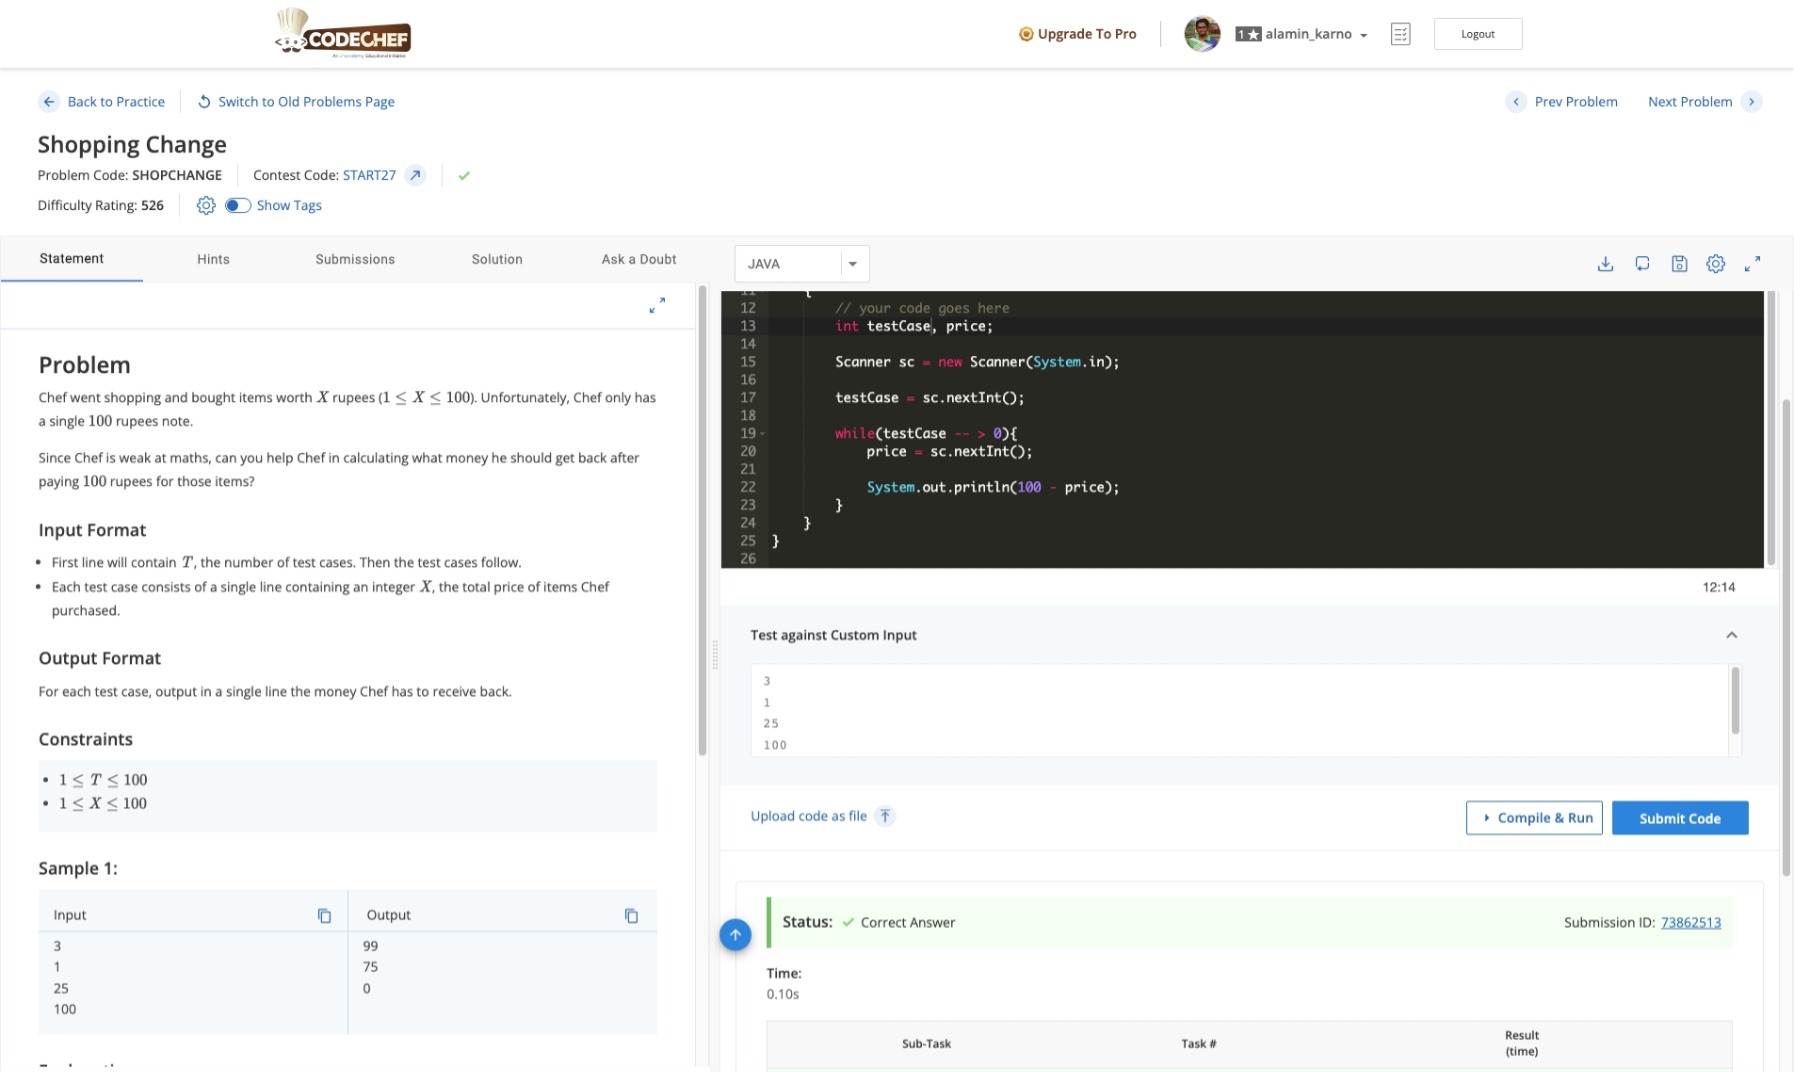 CODECHEF
Upgrade To Pro
1★ alamin_karno
Logout
Back to Practice
Switch to Old Problems Page
Prev Problem
Next Problem
Shopping Change
Problem Code: SHOPCHANGE
Contest Code: START27
Difficulty Rating: 526
Show Tags
Statement
Hints
Submissions
Solution
Ask a Doubt
Problem
Chef went shopping and bought items worth X rupees (1 ≤ X ≤ 100). Unfortunately, Chef only has
a single 100 rupees note.
Since Chef is weak at maths, can you help Chef in calculating what money he should get back after
paying 100 rupees for those items?
Input Format
• First line will contain T, the number of test cases. Then the test cases follow.
• Each test case consists of a single line containing an integer X, the total price of items Chef
purchased.
Output Format
For each test case, output in a single line the money Chef has to receive back.
Constraints
• 1 ≤ T ≤ 100
• 1 ≤ X ≤ 100
Sample 1:
Input
Output
3
1
25
100
99
75
0
JAVA
11 {
12 // your code goes here
13 int testCase, price;
14
15 Scanner sc = new Scanner(System.in);
16
17 testCase = sc.nextInt();
18
19 while(testCase -- > 0){
20 price = sc.nextInt();
21
22 System.out.println(100 - price);
23 }
24 }
25 }
26
12:14
Test against Custom Input
3
1
25
100
Upload code as file
Compile & Run
Submit Code
Status: Correct Answer
Submission ID: 73862513
Time:
0.10s
Sub-Task
Task #
Result
(time)